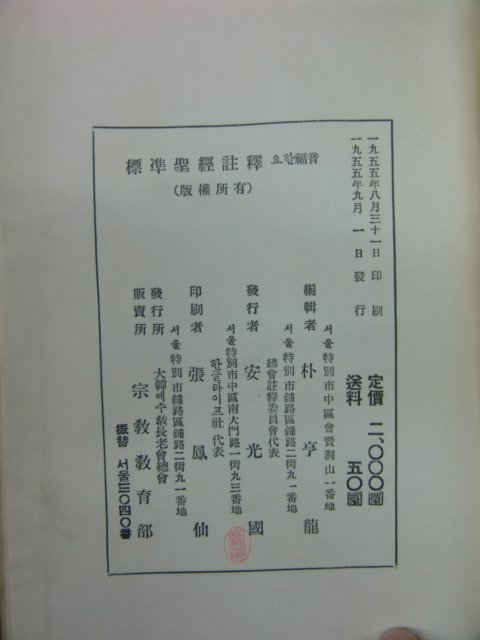 標準聖經註釋 요한福音
(版權所有)
一九五五年八月三十一日 印刷
一九五五年九月 一日 發行
定價 二,〇〇〇圜
送料 五〇圜
서울特別市中區會賢洞山一番地
編輯者 朴亨龍
서울特別市鍾路區鍾路二街九一番地
總會註釋委員會代表
發行者 安光國
서울特別市中區南大門路一街九三番地
한글타이프社 代表
印刷者 張鳳仙
서울特別市鍾路區鍾路二街九一番地
發行所 大韓예수敎長老會總會
販賣所 宗敎敎育部
振替 서울三〇四〇番